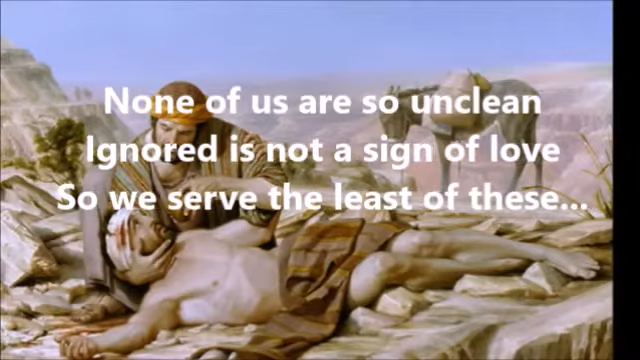 None of us are so unclean
Ignored is not a sign of love
So we serve the least of these...